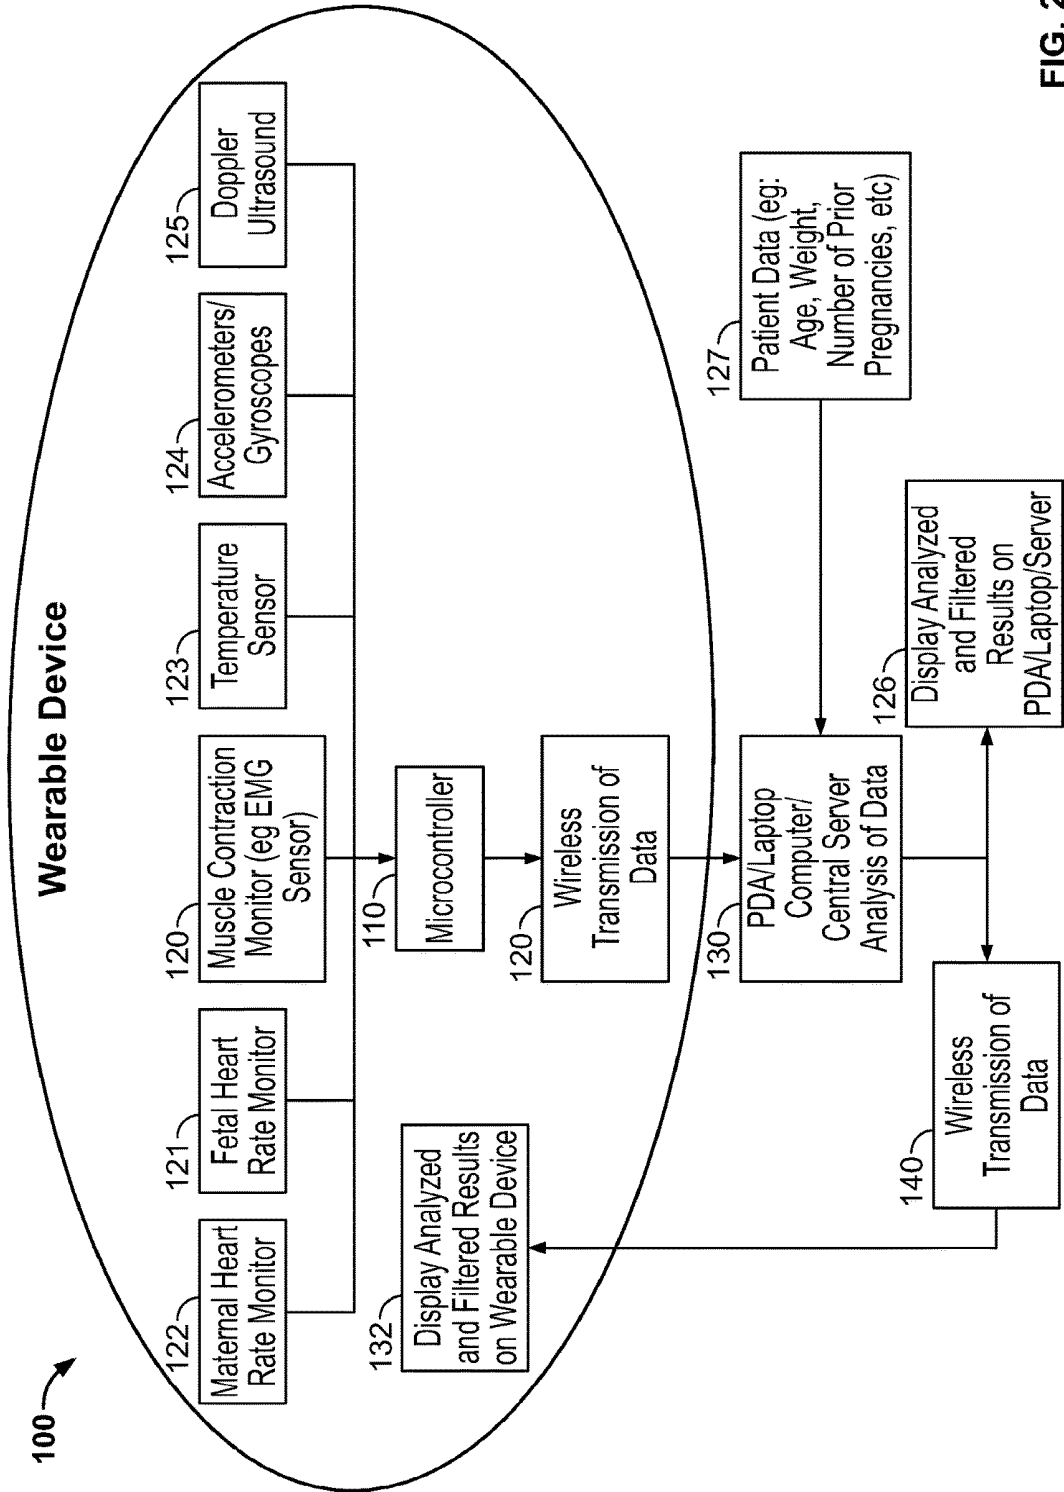 100
Wearable Device
122
Maternal Heart
Rate Monitor
121
Fetal Heart
Rate Monitor
120
Muscle Contraction
Monitor (eg EMG
Sensor)
123
Temperature
Sensor
124
Accelerometers/
Gyroscopes
125
Doppler
Ultrasound
110
Microcontroller
132
Display Analyzed
and Filtered Results
on Wearable Device
120
Wireless
Transmission of
Data
130
PDA/Laptop
Computer/
Central Server
Analysis of Data
127
Patient Data (eg:
Age, Weight,
Number of Prior
Pregnancies, etc)
140
Wireless
Transmission of
Data
126
Display Analyzed
and Filtered
Results on
PDA/Laptop/Server
FIG. 2